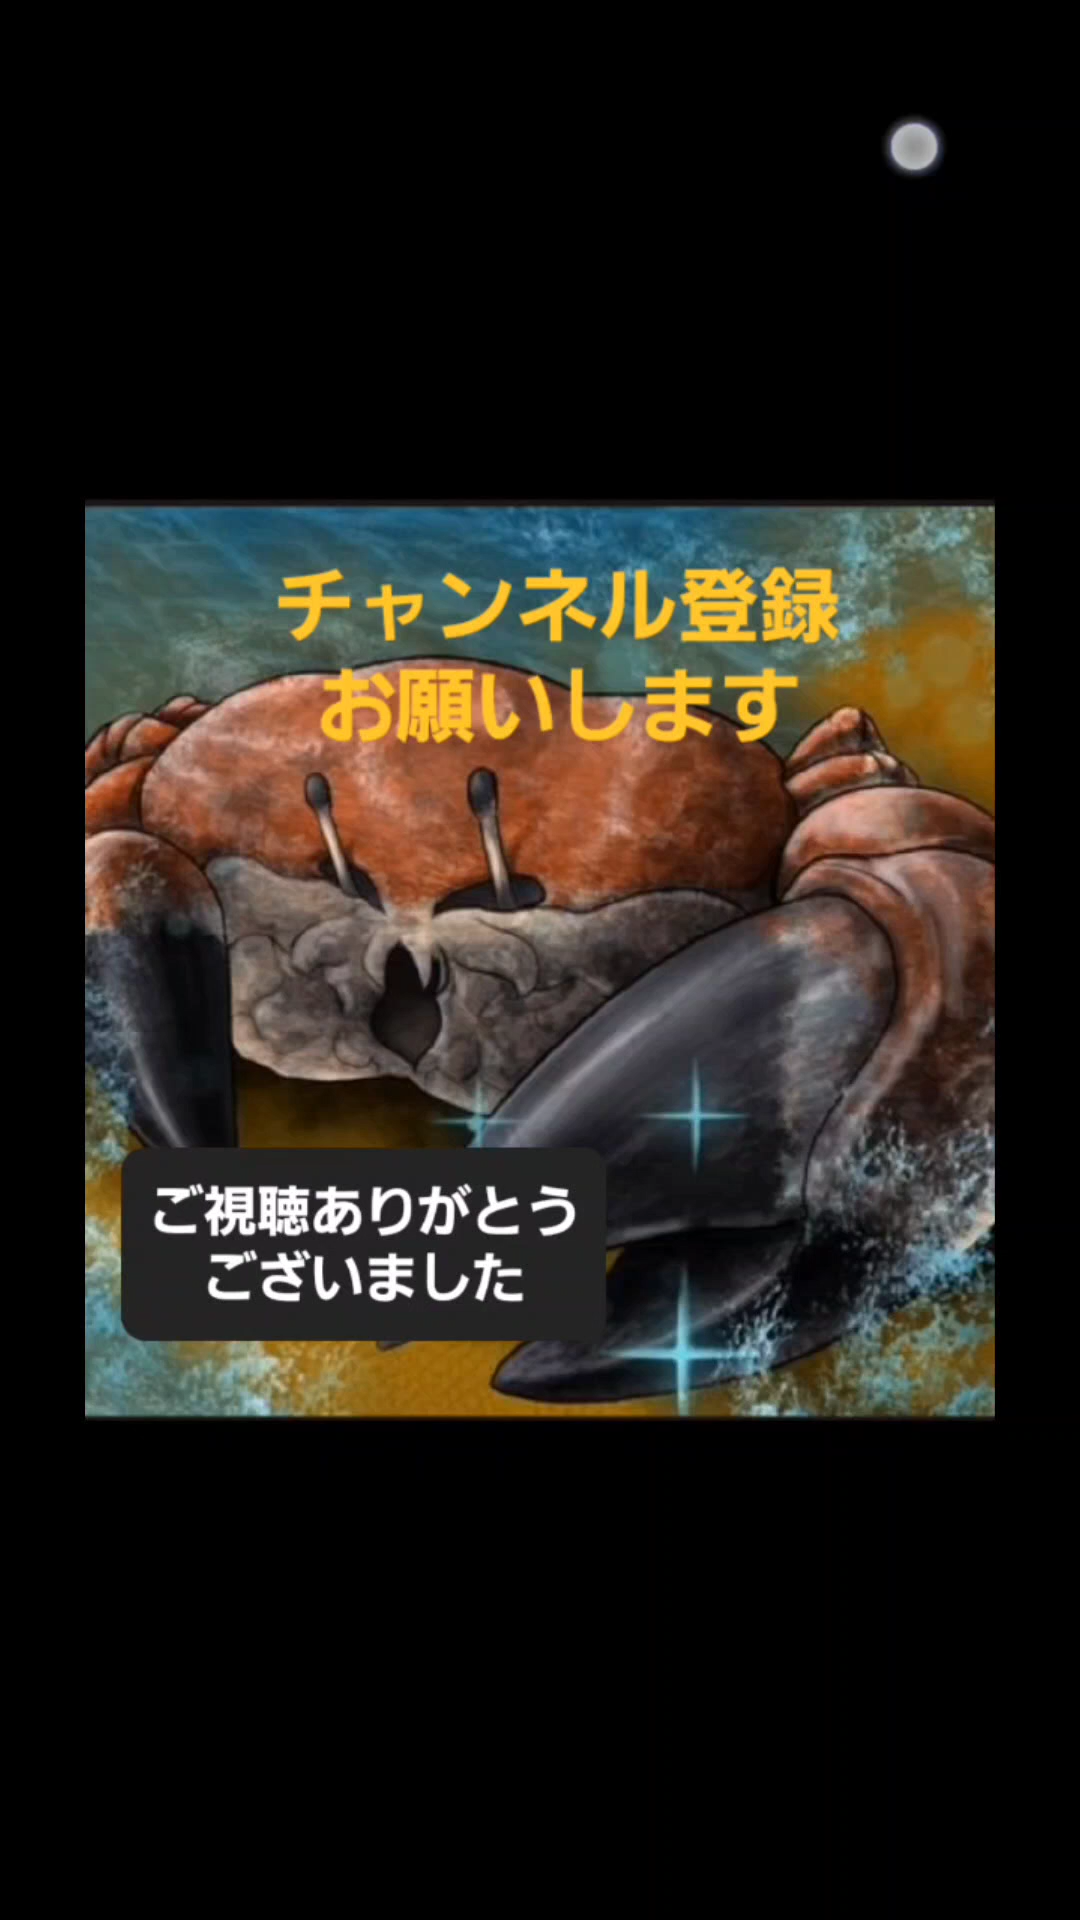 チャンネル登録
お願いします
ご視聴ありがとう
ございました